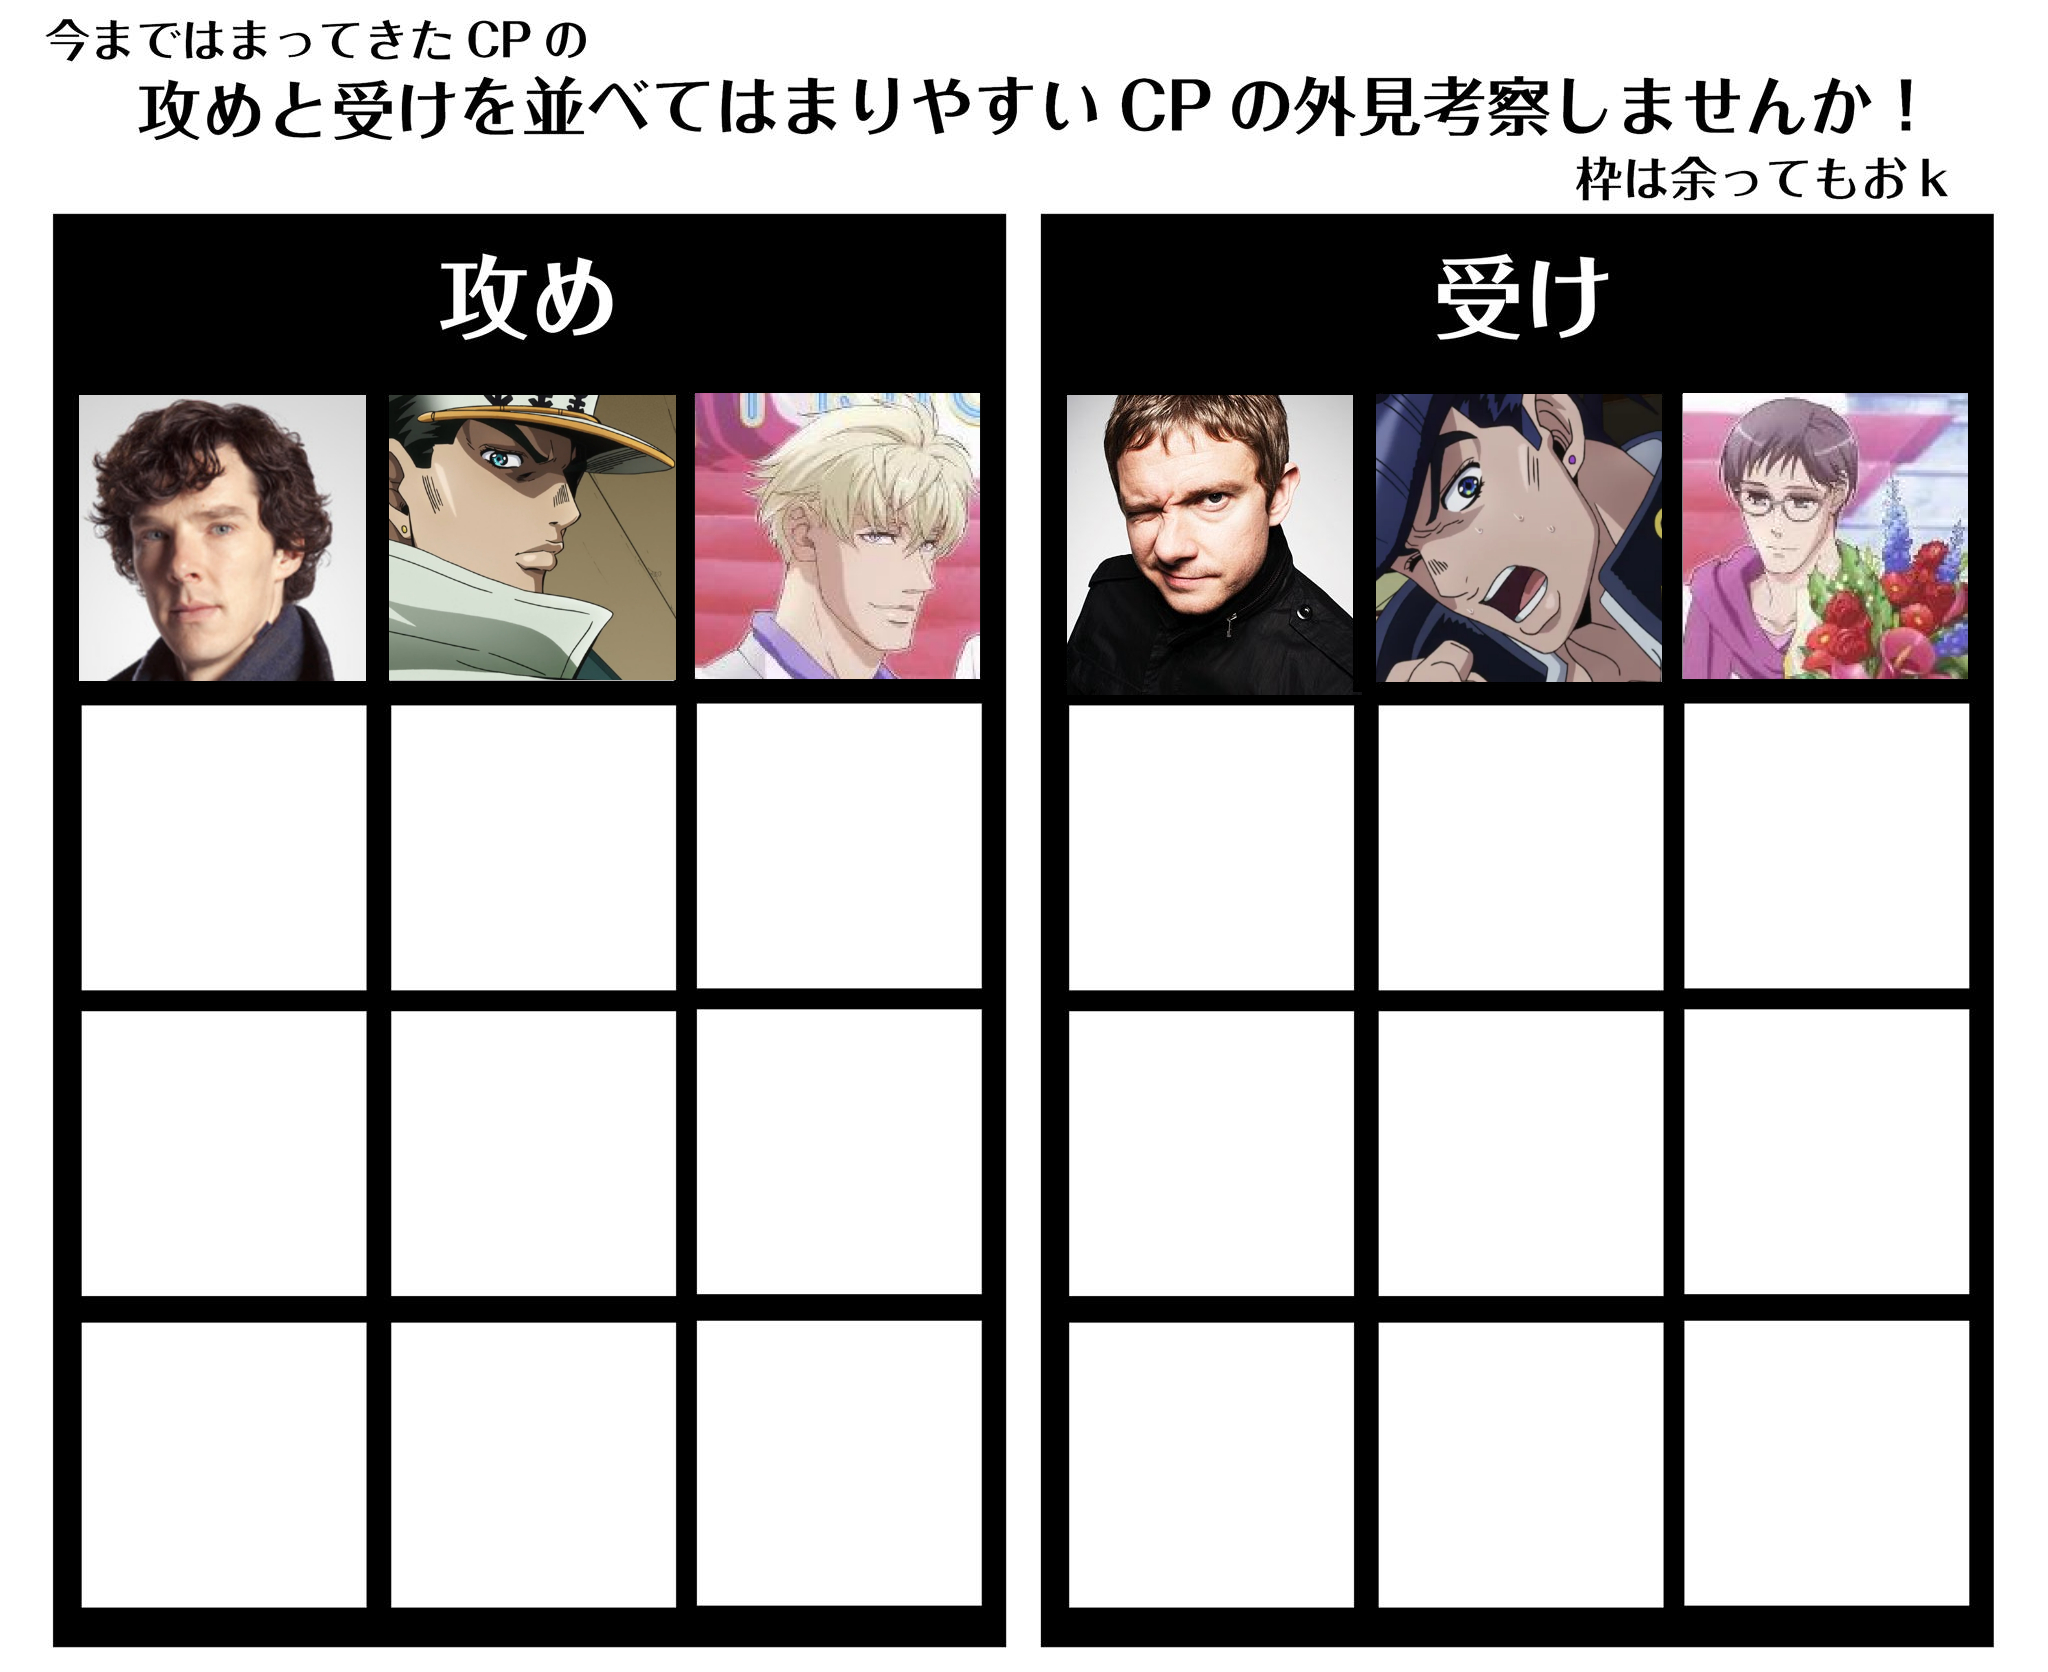 今まではまってきたCPの
攻めと受けを並べてはまりやすいCPの外見考察しませんか！
枠は余ってもおk
攻め
受け